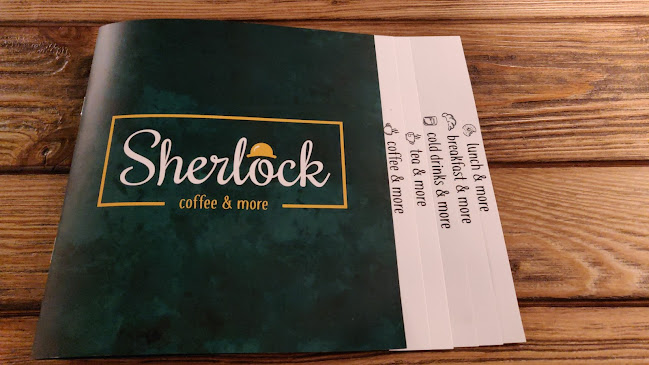 Sherlock
coffee & more
coffee & more
tea & more
cold drinks & more
breakfast & more
lunch & more